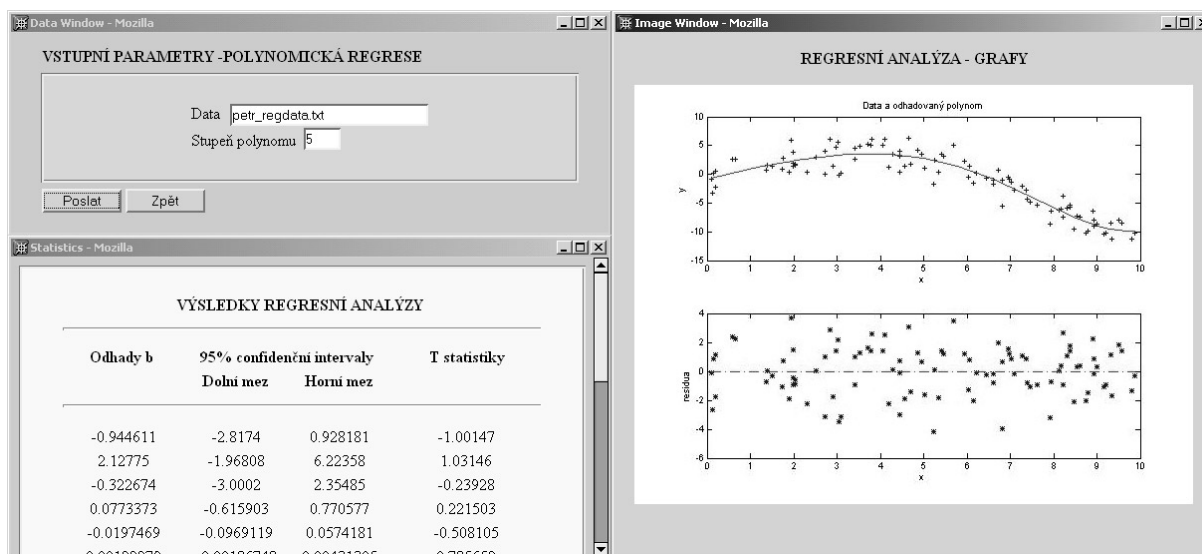 Data Window - Mozilla
VSTUPNÍ PARAMETRY -POLYNOMICKÁ REGRESE
Data petr_regdata.txt
Stupeň polynomu 5
Poslat Zpět
Statistics - Mozilla
VÝSLEDKY REGRESNÍ ANALÝZY
Odhady b 95% confidenční intervaly T statistiky
Dolní mez Horní mez
-0.944611 -2.8174 0.928181 -1.00147
2.12775 -1.96808 6.22358 1.03146
-0.322674 -3.0002 2.35485 -0.23928
0.0773373 -0.615903 0.770577 0.221503
-0.0197469 -0.0969119 0.0574181 -0.508105
Image Window - Mozilla
REGRESNÍ ANALÝZA - GRAFY
Data a odhadovaný polynom
10
5
0
-5
-10
-15
y
0 1 2 3 4 5 6 7 8 9 10
x
4
2
0
-2
-4
-6
residua
0 1 2 3 4 5 6 7 8 9 10
x